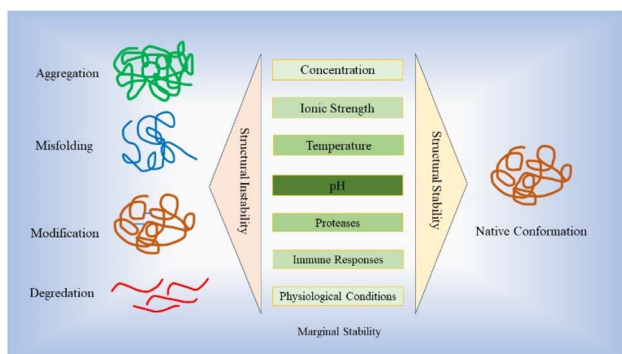 Aggregation
Misfolding
Modification
Degredation
Structural Instability
Concentration
Ionic Strength
Temperature
pH
Proteases
Immune Responses
Physiological Conditions
Marginal Stability
Structural Stability
Native Conformation